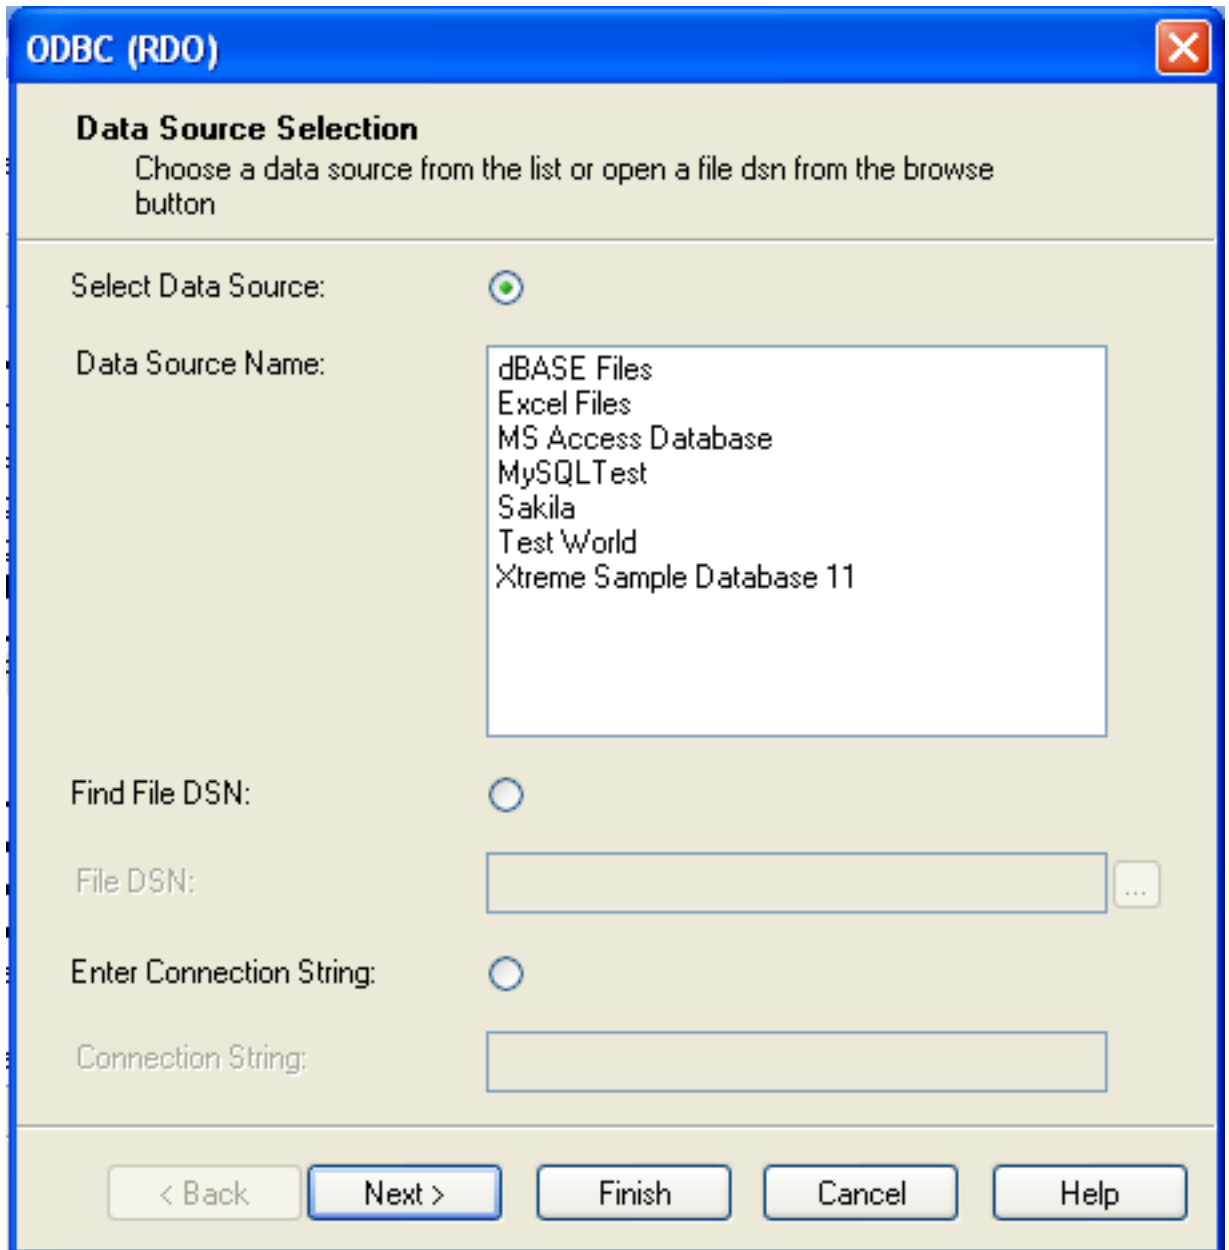 ODBC (RDO)
Data Source Selection
Choose a data source from the list or open a file dsn from the browse
button
Select Data Source:
Data Source Name:
dBASE Files
Excel Files
MS Access Database
MySQLTest
Sakila
Test World
Xtreme Sample Database 11
Find File DSN:
File DSN:
...
Enter Connection String:
Connection String:
< Back
Next >
Finish
Cancel
Help